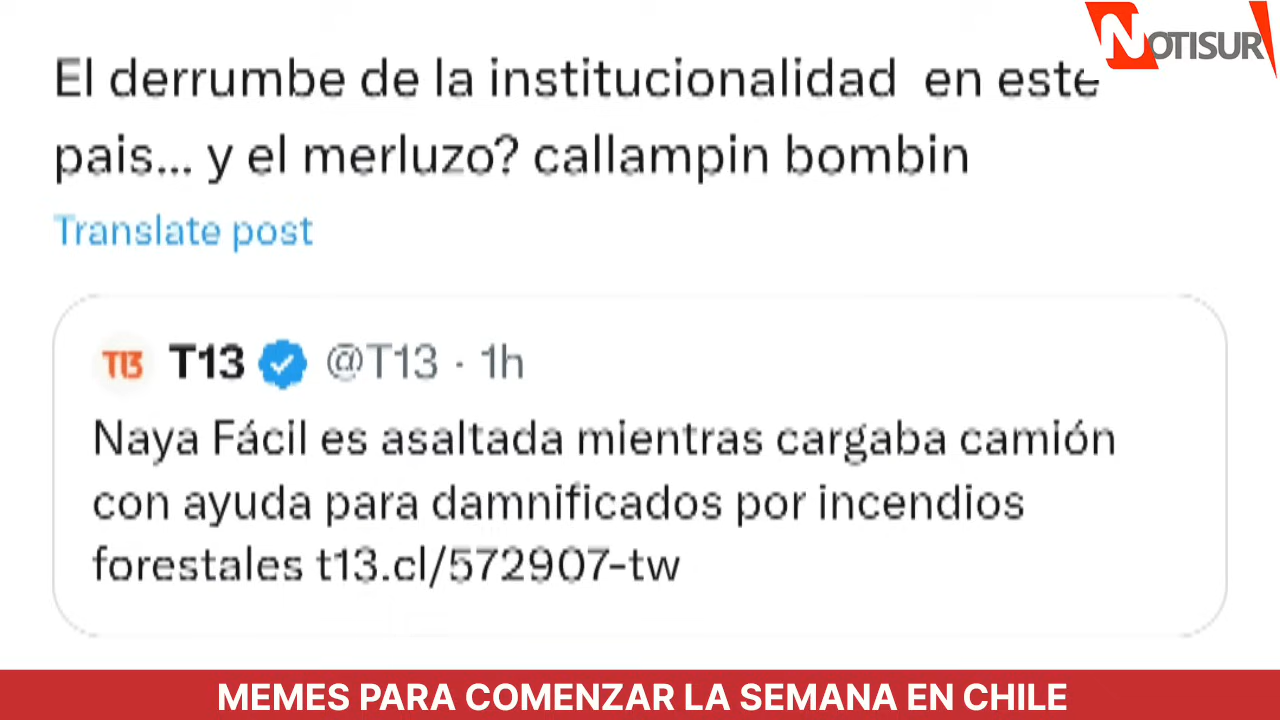 NOTISUR
El derrumbe de la institucionalidad en este
pais... y el merluzo? callampin bombin
Translate post
T13 T13 @T13 · 1h
Naya Fácil es asaltada mientras cargaba camión
con ayuda para damnificados por incendios
forestales t13.cl/572907-tw
MEMES PARA COMENZAR LA SEMANA EN CHILE